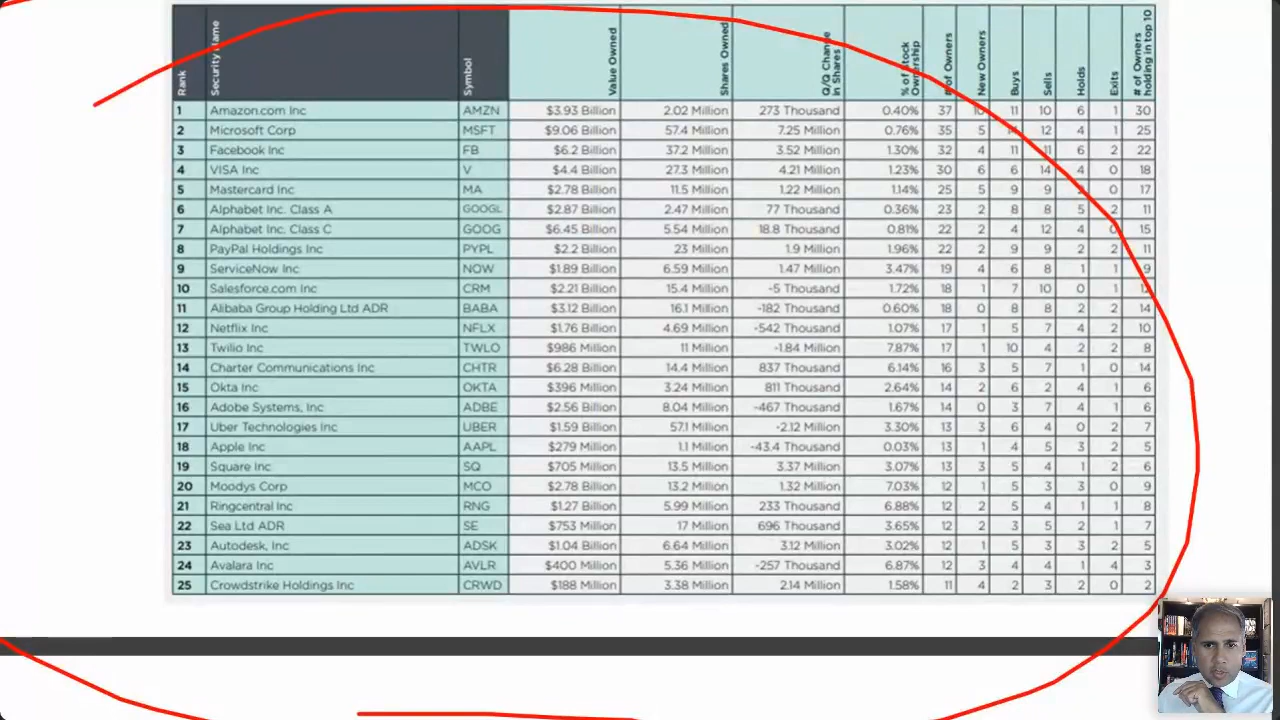 Rank Security Name Symbol Value Owned Shares Owned Q/Q Change in Shares % of Stock Ownership # of Owners New Owners Buys Sells Holds Exits # of Owners holding in top 10
1 Amazon.com Inc AMZN $3.93 Billion 2.02 Million 273 Thousand 0.40% 37 11 10 6 1 30
2 Microsoft Corp MSFT $9.06 Billion 57.4 Million 7.25 Million 0.76% 35 5 12 4 1 25
3 Facebook Inc FB $6.2 Billion 37.2 Million 3.52 Million 1.30% 32 4 11 11 6 2 22
4 VISA Inc V $4.4 Billion 27.3 Million 4.21 Million 1.23% 30 6 6 14 4 0 18
5 Mastercard Inc MA $2.78 Billion 11.5 Million 1.22 Million 1.14% 25 5 9 9 0 17
6 Alphabet Inc. Class A GOOGL $2.87 Billion 2.47 Million 77 Thousand 0.36% 23 2 8 8 5 2 11
7 Alphabet Inc. Class C GOOG $6.45 Billion 5.54 Million 18.8 Thousand 0.81% 22 2 4 12 4 0 15
8 PayPal Holdings Inc PYPL $2.2 Billion 23 Million 1.9 Million 1.96% 22 2 9 9 2 2 11
9 ServiceNow Inc NOW $1.89 Billion 6.59 Million 1.47 Million 3.47% 19 4 6 8 1 1 9
10 Salesforce.com Inc CRM $2.21 Billion 15.4 Million -5 Thousand 1.72% 18 1 7 10 0 1
11 Alibaba Group Holding Ltd ADR BABA $3.12 Billion 16.1 Million -182 Thousand 0.60% 18 0 8 8 2 2 14
12 Netflix Inc NFLX $1.76 Billion 4.69 Million -542 Thousand 1.07% 17 1 5 7 4 2 10
13 Twilio Inc TWLO $986 Million 11 Million -1.84 Million 7.87% 17 1 10 4 2 2 8
14 Charter Communications Inc CHTR $6.28 Billion 14.4 Million 837 Thousand 6.14% 16 3 5 7 1 0 14
15 Okta Inc OKTA $396 Million 3.24 Million 811 Thousand 2.64% 14 2 6 2 4 1 6
16 Adobe Systems, Inc ADBE $2.56 Billion 8.04 Million -467 Thousand 1.67% 14 0 3 7 4 1 6
17 Uber Technologies Inc UBER $1.59 Billion 57.1 Million -2.12 Million 3.30% 13 3 6 4 0 2 7
18 Apple Inc AAPL $279 Million 1.1 Million -43.4 Thousand 0.03% 13 1 4 5 3 2 5
19 Square Inc SQ $705 Million 13.5 Million 3.37 Million 3.07% 13 3 5 4 1 2 6
20 Moodys Corp MCO $2.78 Billion 13.2 Million 1.32 Million 7.03% 12 1 5 3 3 0 9
21 Ringcentral Inc RNG $1.27 Billion 5.99 Million 233 Thousand 6.88% 12 2 5 4 1 1 8
22 Sea Ltd ADR SE $753 Million 17 Million 696 Thousand 3.65% 12 2 3 5 2 1 7
23 Autodesk, Inc ADSK $1.04 Billion 6.64 Million 3.12 Million 3.02% 12 1 5 3 3 2 5
24 Avalara Inc AVLR $400 Million 5.36 Million -257 Thousand 6.87% 12 3 4 4 1 4 3
25 Crowdstrike Holdings Inc CRWD $188 Million 3.38 Million 2.14 Million 1.58% 11 4 2 3 2 0 2